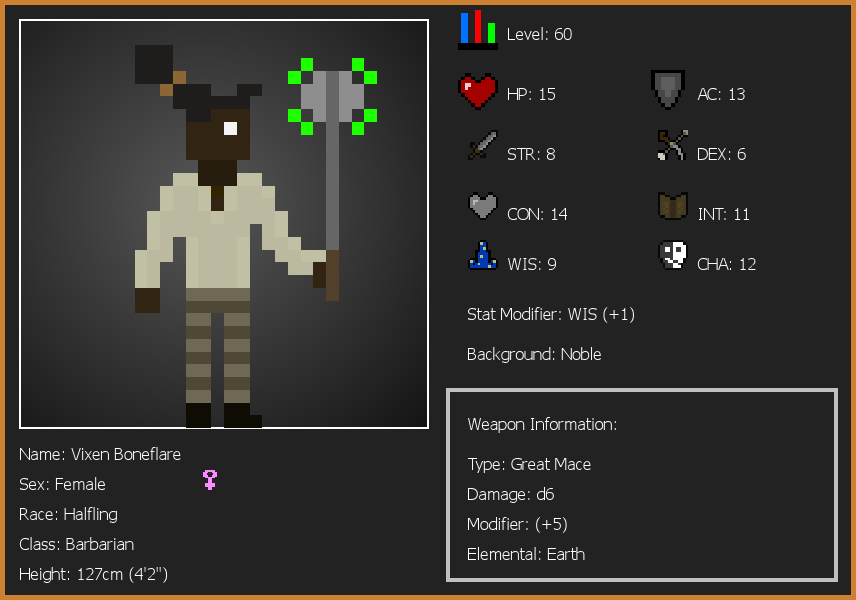 Level: 60
HP: 15
AC: 13
STR: 8
DEX: 6
CON: 14
INT: 11
WIS: 9
CHA: 12
Stat Modifier: WIS (+1)
Background: Noble
Weapon Information:
Type: Great Mace
Damage: d6
Modifier: (+5)
Elemental: Earth
Name: Vixen Boneflare
Sex: Female
Race: Halfling
Class: Barbarian
Height: 127cm (4'2")